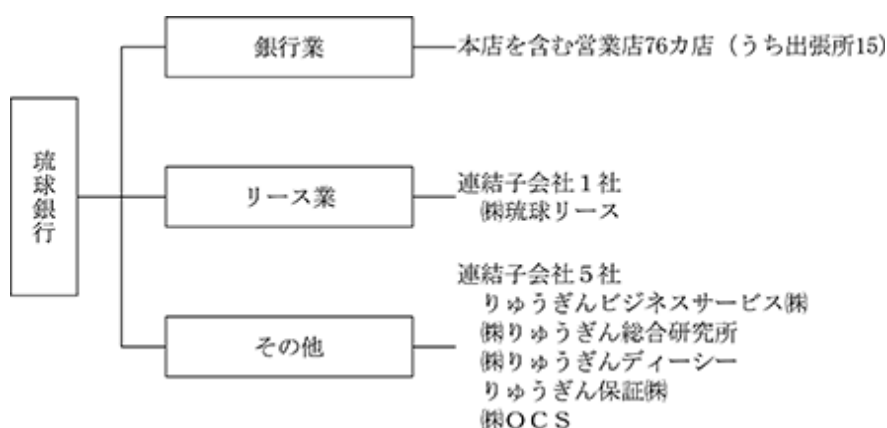 琉球銀行
銀行業
本店を含む営業店76カ店（うち出張所15）
リース業
連結子会社１社
㈱琉球リース
その他
連結子会社５社
りゅうぎんビジネスサービス㈱
㈱りゅうぎん総合研究所
㈱りゅうぎんディーシー
りゅうぎん保証㈱
㈱ＯＣＳ